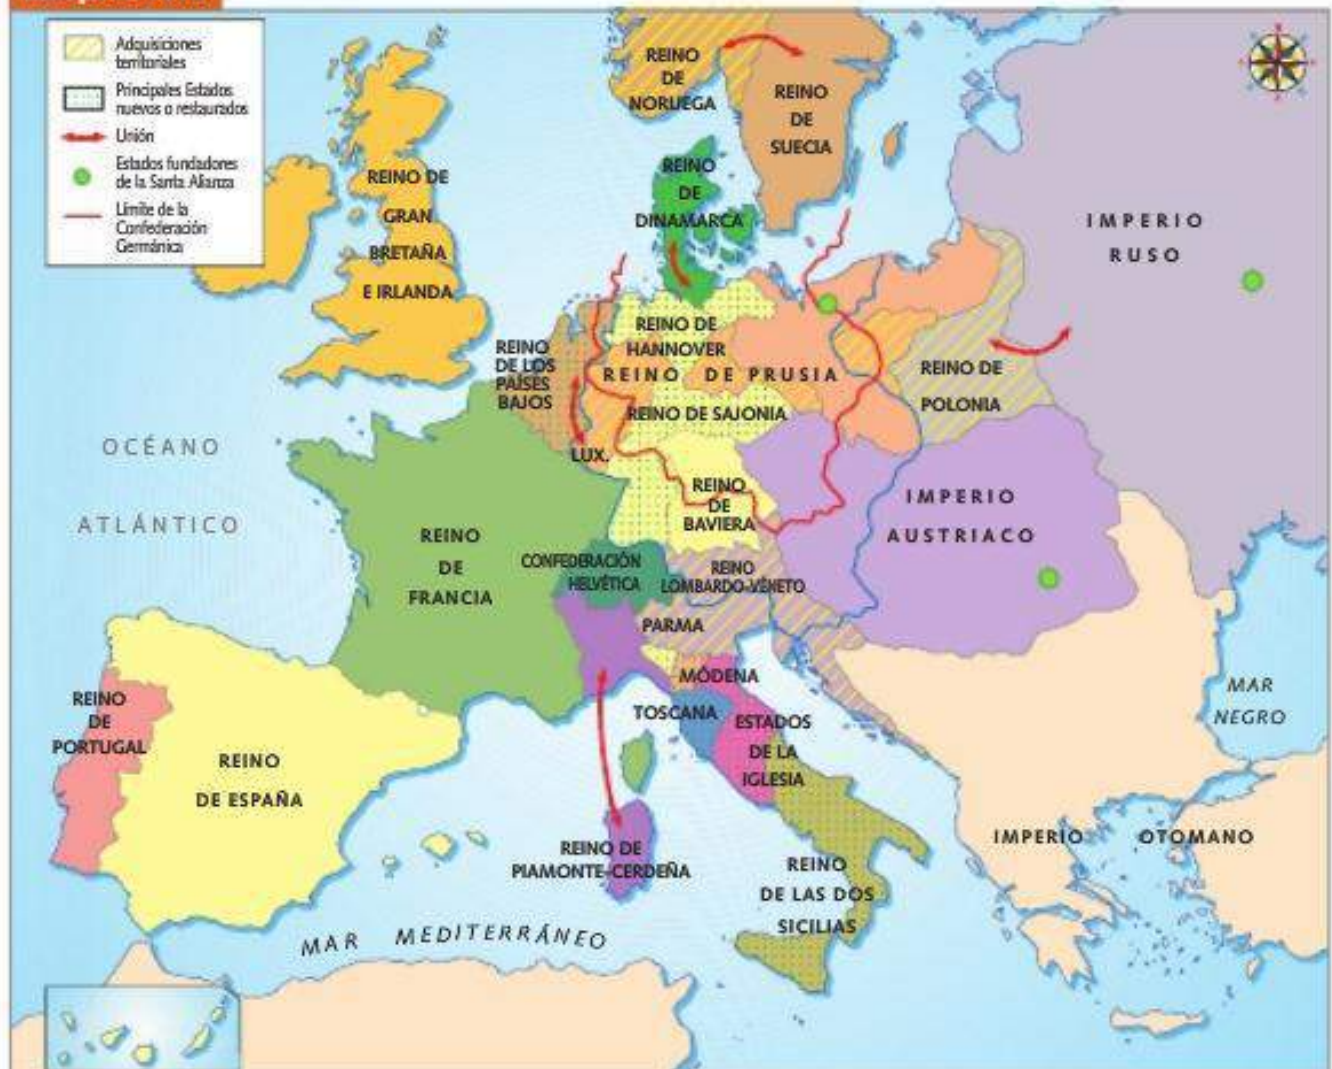 Adquisiciones
territoriales
Principales Estados
nuevos o restaurados
Unión
Estados fundadores
de la Santa Alianza
Límite de la
Confederación
Germánica
REINO
DE
NORUEGA
REINO
DE
SUECIA
REINO
DE
DINAMARCA
REINO DE
GRAN
BRETAÑA
E IRLANDA
IMPERIO
RUSO
REINO DE
HANNOVER
REINO
DE LOS
PAÍSES
BAJOS
REINO DE PRUSIA
REINO DE
POLONIA
REINO DE SAJONIA
LUX.
OCÉANO
ATLÁNTICO
REINO
DE
BAVIERA
IMPERIO
AUSTRIACO
REINO
DE
FRANCIA
CONFEDERACIÓN
HELVÉTICA
REINO
LOMBARDO-VÉNETO
PARMA
MÓDENA
TOSCANA
ESTADOS
DE LA
IGLESIA
MAR
NEGRO
REINO
DE
PORTUGAL
REINO
DE ESPAÑA
REINO DE
PIAMONTE-CERDEÑA
REINO
DE LAS DOS
SICILIAS
IMPERIO OTOMANO
MAR MEDITERRÁNEO